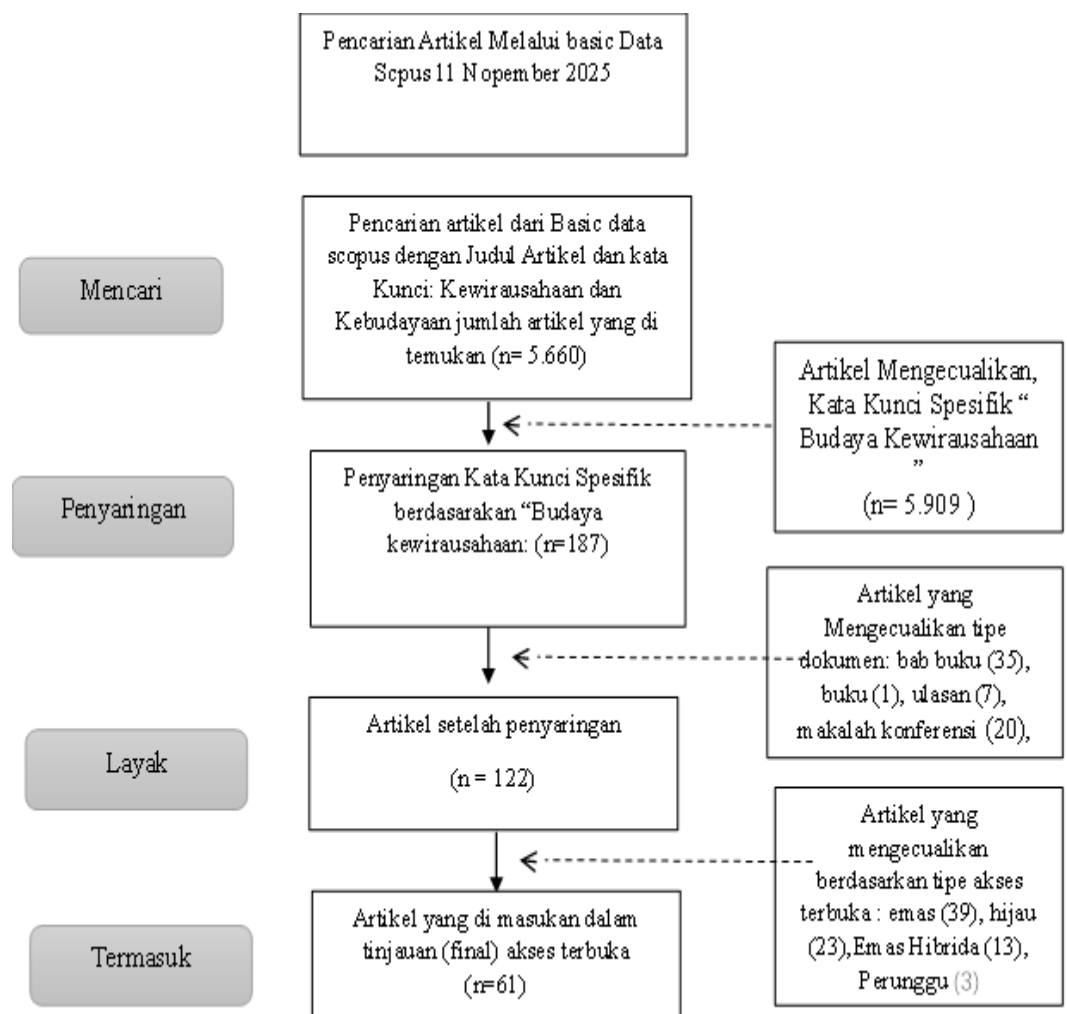 Pencarian Artikel Melalui basic Data
Scpus 11 Nopember 2025
Mencari
Pencarian artikel dari Basic data
scopus dengan Judul Artikel dan kata
Kunci: Kewirausahaan dan
Kebudayaan jumlah artikel yang di
temukan (n= 5.660)
Artikel Mengecualikan,
Kata Kunci Spesifik “
Budaya Kewirausahaan
”
(n= 5.909 )
Penyaringan
Penyaringan Kata Kunci Spesifik
berdasarakan “Budaya
kewirausahaan: (n=187)
Artikel yang
Mengecualikan tipe
dokumen: bab buku (35),
buku (1), ulasan (7),
makalah konferensi (20),
Layak
Artikel setelah penyaringan
(n = 122)
Artikel yang
mengecualikan
berdasarkan tipe akses
terbuka : emas (39), hijau
(23),Emas Hibrida (13),
Perunggu (3)
Termasuk
Artikel yang di masukan dalam
tinjauan (final) akses terbuka
(n=61)